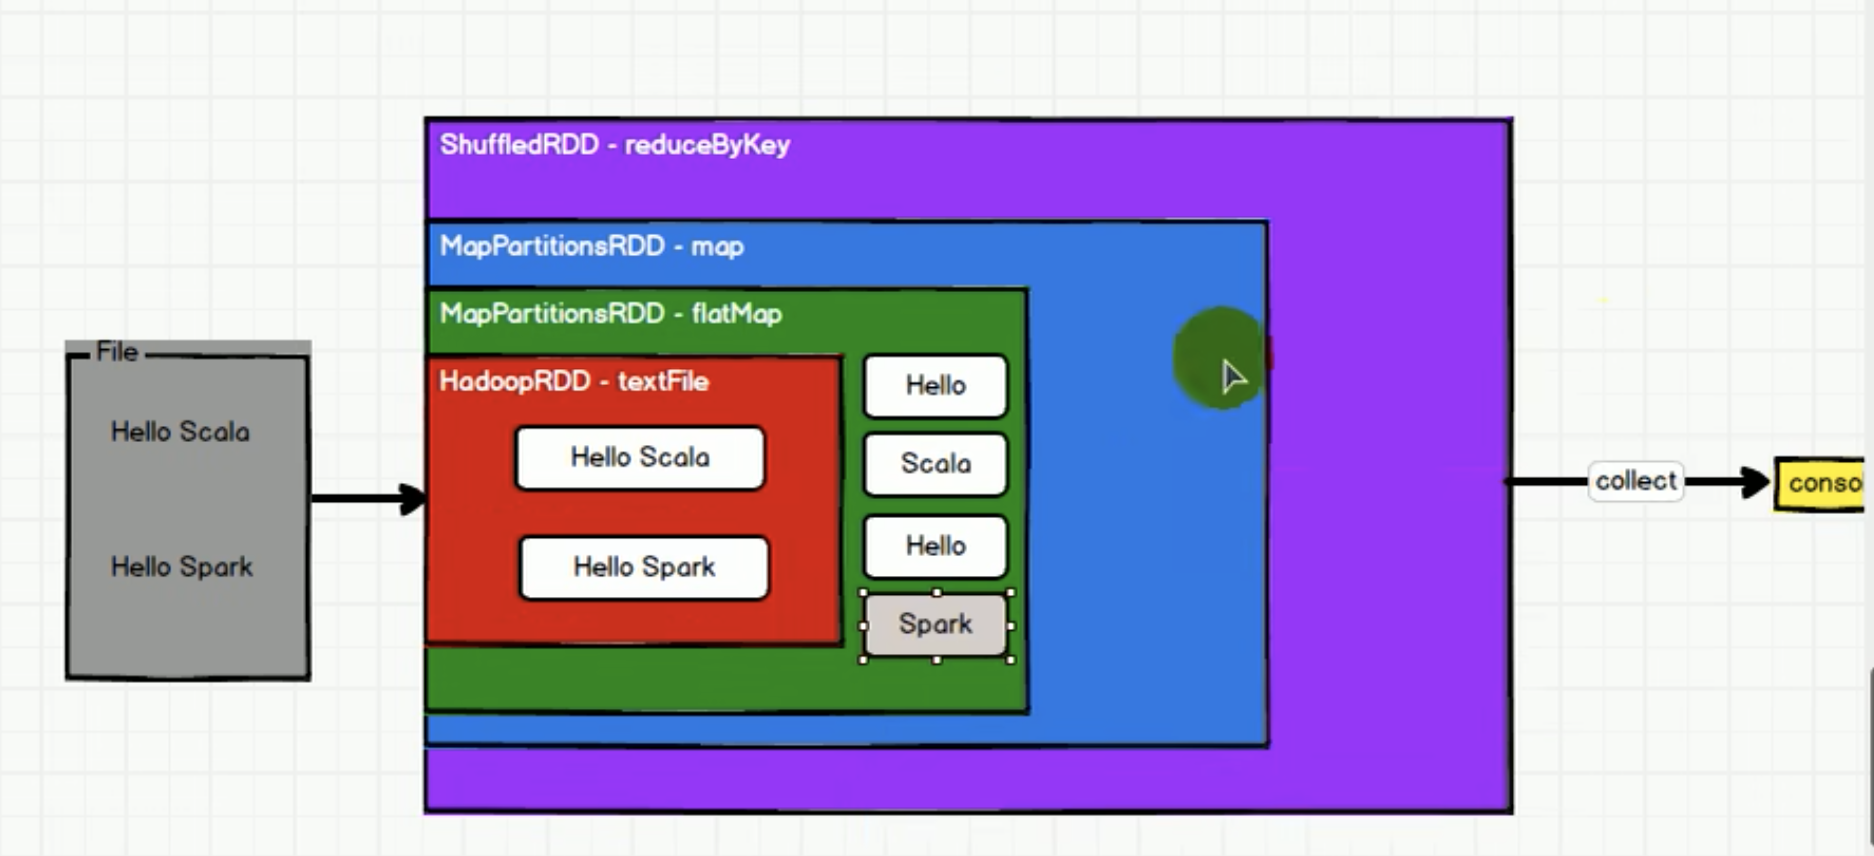 ShuffledRDD - reduceByKey
MapPartitionsRDD - map
MapPartitionsRDD - flatMap
File
HadoopRDD - textFile
Hello
Hello Scala
Hello Scala
Scala
collect
conso
Hello
Hello Spark
Hello Spark
Spark